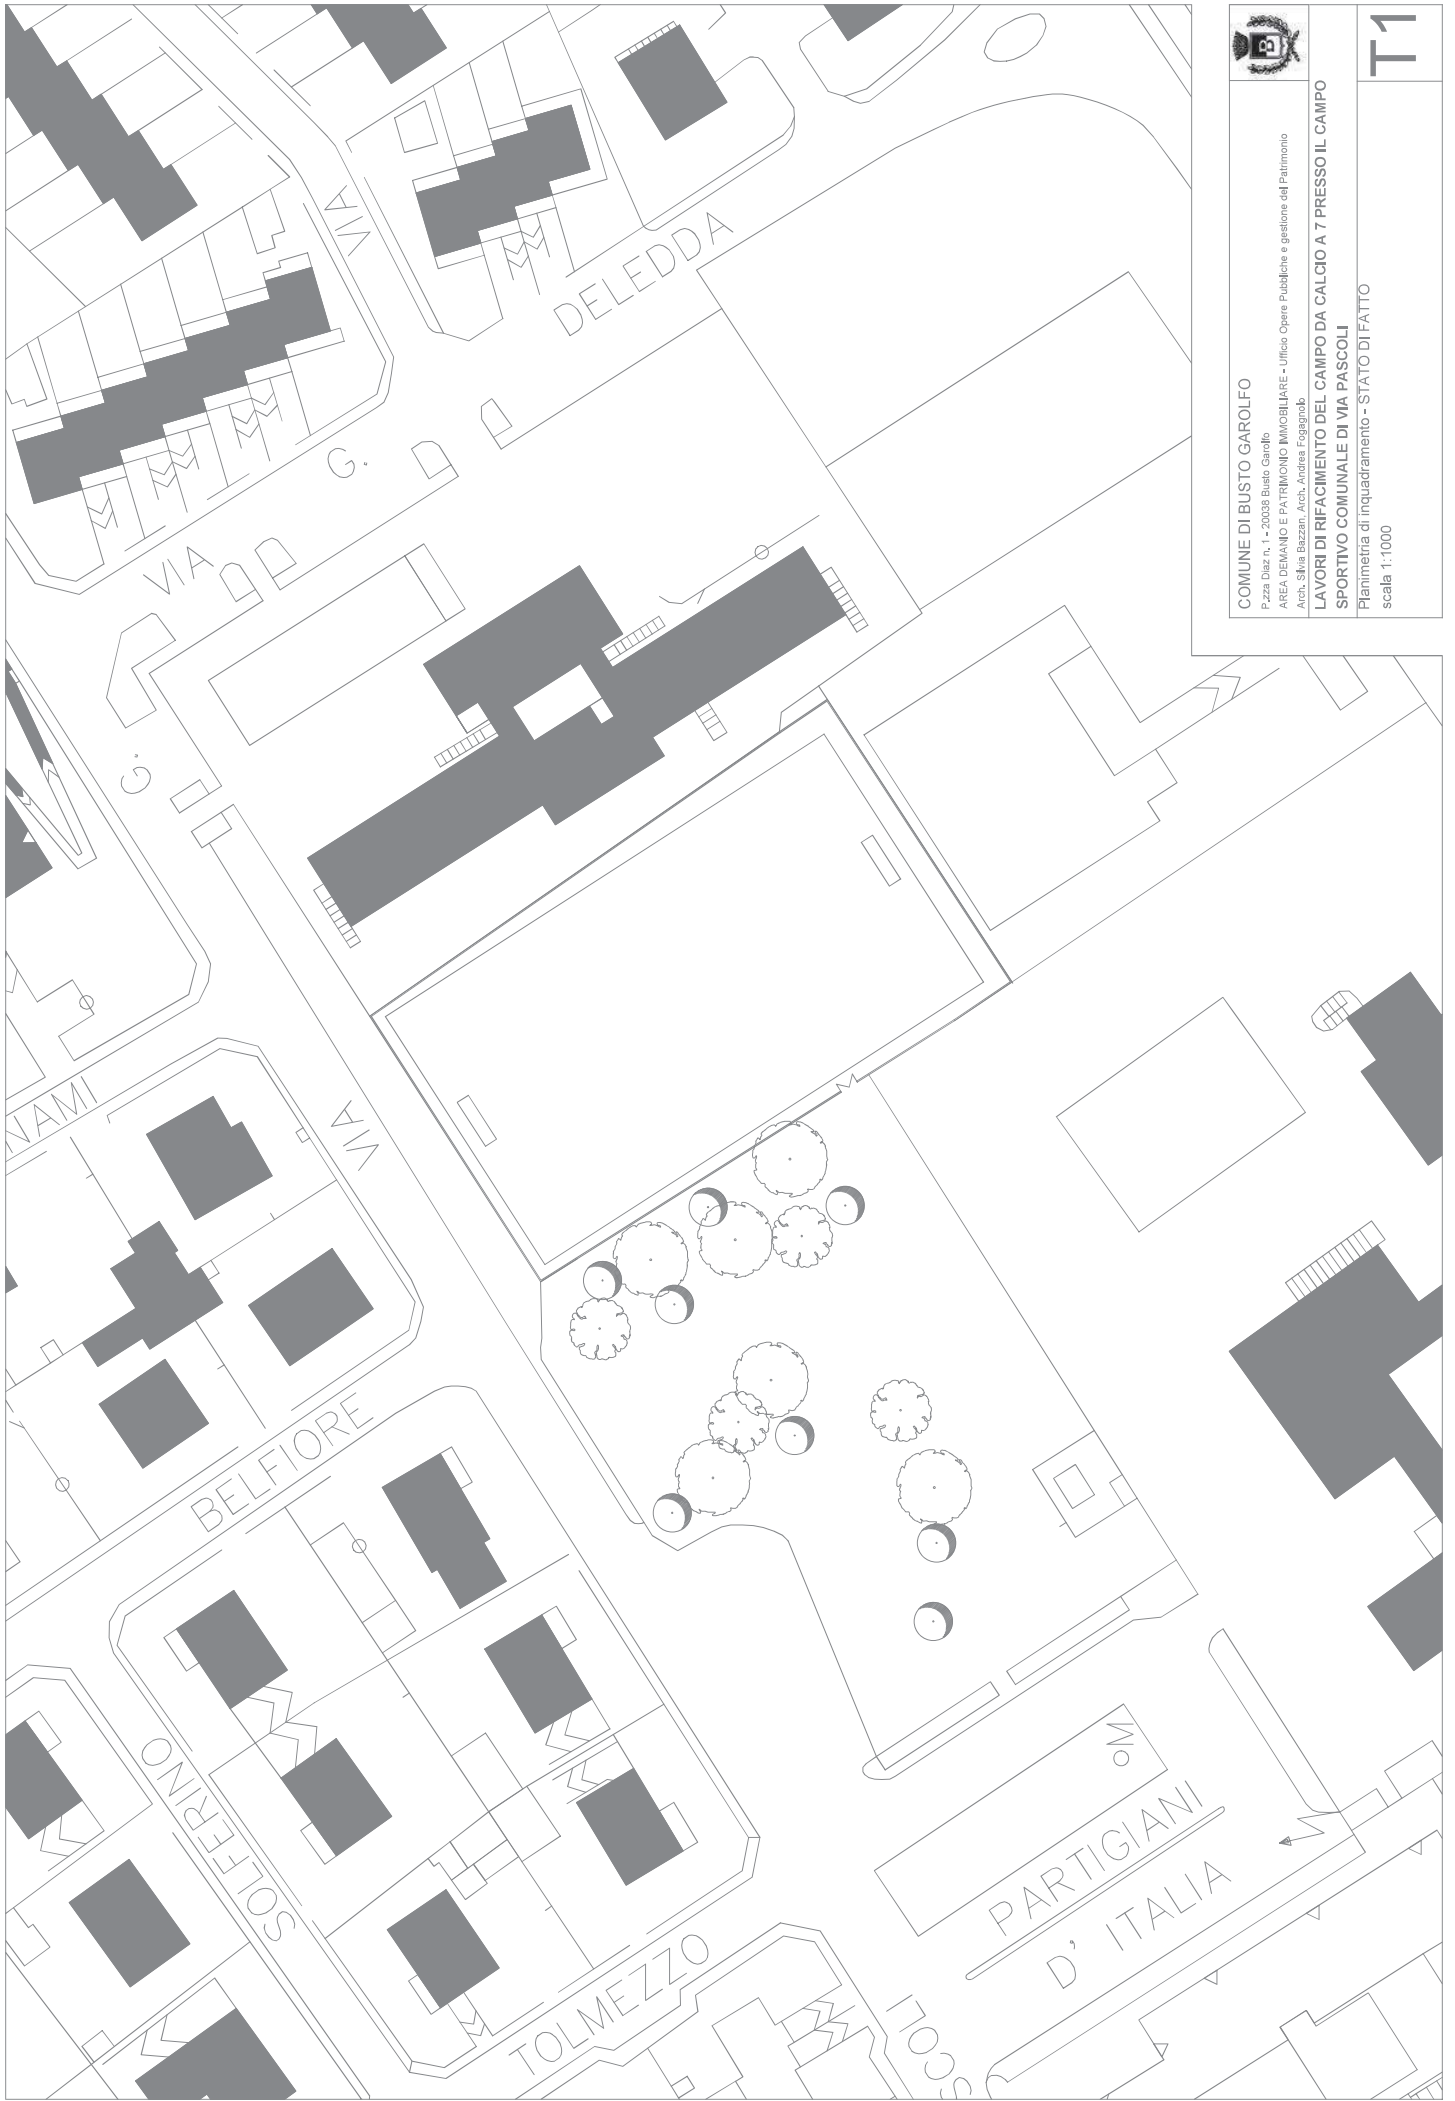 COMUNE DI BUSTO GAROLFO
P.zza Diaz n. 1 - 20038 Busto Garolfo
AREA DEMANIO E PATRIMONIO IMMOBILIARE - Ufficio Opere Pubbliche e gestione del Patrimonio
Arch. Silvia Bazzan, Arch. Andrea Fogagnolo
LAVORI DI RIFACIMENTO DEL CAMPO DA CALCIO A 7 PRESSO IL CAMPO
SPORTIVO COMUNALE DI VIA PASCOLI
Planimetria di inquadramento - STATO DI FATTO
scala 1:1000
T1
B
VIA
G.
DELEDDA
VIA
G.
VIA
NAMI
BELFIORE
SOLFERINO
TOLMEZZO
SCOLI
PARTIGIANI
D' ITALIA
M